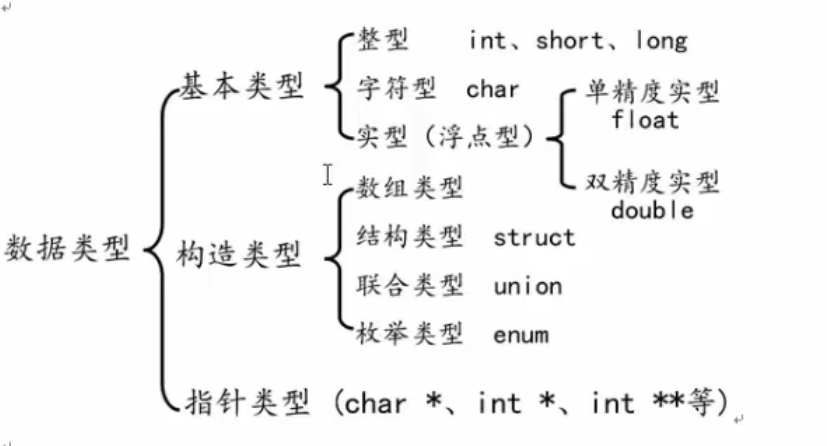 整型 int、short、long
基本类型
字符型 char
单精度实型
float
实型（浮点型）
双精度实型
double
数据类型
构造类型
数组类型
结构类型 struct
联合类型 union
枚举类型 enum
指针类型 (char *、int *、int **等)